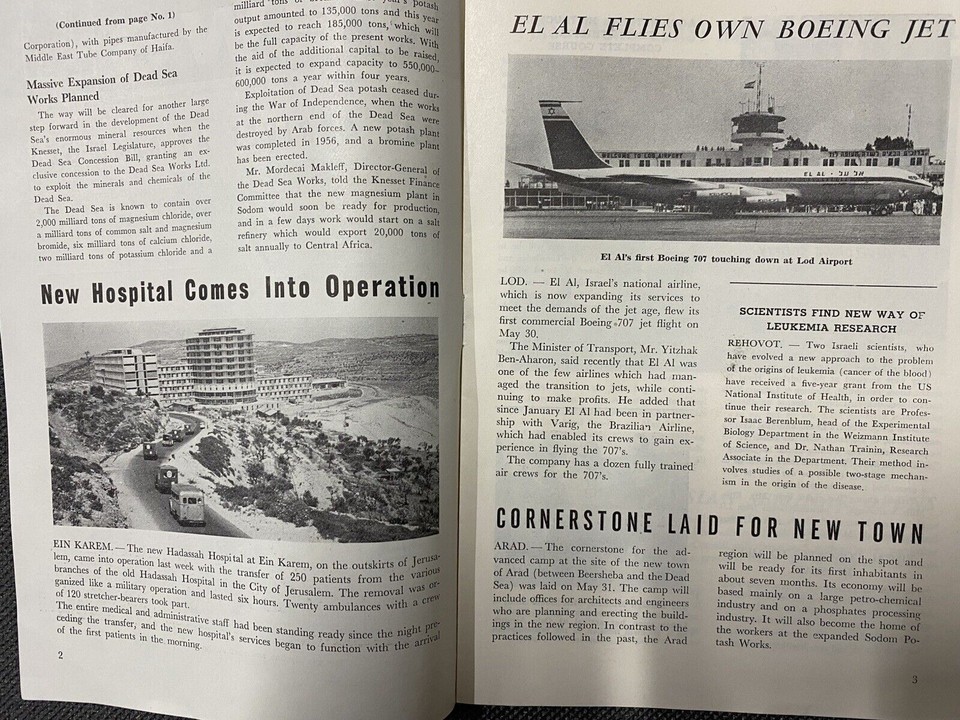 (Continued from page No. 1)
Corporation), with pipes manufactured by the
Middle East Tube Company of Haifa.
Massive Expansion of Dead Sea
Works Planned
The way will be cleared for another large
step forward in the development of the Dead
Sea's enormous mineral resources when the
Knesset, the Israel Legislature, approves the
Dead Sea Concession Bill, granting an ex-
clusive concession to the Dead Sea Works Ltd.
to exploit the minerals and chemicals of the
Dead Sea.
The Dead Sea is known to contain over
2,000 milliard tons of magnesium chloride, over
a milliard tons of common salt and magnesium
bromide, six milliard tons of calcium chloride,
two milliard tons of potassium chloride and a
milliard tons of
year's potash
output amounted to 135,000 tons and this year
is expected to reach 185,000 tons, which will
be the full capacity of the present works. With
the aid of the additional capital to be raised,
it is expected to expand capacity to 550,000–
600,000 tons a year within four years.
Exploitation of Dead Sea potash ceased dur-
ing the War of Independence, when the works
at the northern end of the Dead Sea were
destroyed by Arab forces. A new potash plant
was completed in 1956, and a bromine plant
has been erected.
Mr. Mordecai Makleff, Director-General of
the Dead Sea Works, told the Knesset Finance
Committee that the new magnesium plant in
Sodom would soon be ready for production,
and in a few days work would start on a salt
refinery which would export 20,000 tons of
salt annually to Central Africa.
New Hospital Comes Into Operation
EIN KAREM. — The new Hadassah Hospital at Ein Karem, on the outskirts of Jerusa-
lem, came into operation last week with the transfer of 250 patients from the various
branches of the old Hadassah Hospital in the City of Jerusalem. The removal was or-
ganized like a military operation and lasted six hours. Twenty ambulances with a crew
of 120 stretcher-bearers took part.
The entire medical and administrative staff had been standing ready since the night pre-
ceding the transfer, and the new hospital's services began to function with the arrival
of the first patients in the morning.
2
EL AL FLIES OWN BOEING JET
WELCOME TO LOD AIRPORT
EL AL · אל על
El Al's first Boeing 707 touching down at Lod Airport
LOD. — El Al, Israel's national airline,
which is now expanding its services to
meet the demands of the jet age, flew its
first commercial Boeing 707 jet flight on
May 30.
The Minister of Transport, Mr. Yitzhak
Ben-Aharon, said recently that El Al was
one of the few airlines which had man-
aged the transition to jets, while conti-
nuing to make profits. He added that
since January El Al had been in partner-
ship with Varig, the Brazilian Airline,
which had enabled its crews to gain ex-
perience in flying the 707's.
The company has a dozen fully trained
air crews for the 707's.
SCIENTISTS FIND NEW WAY OF
LEUKEMIA RESEARCH
REHOVOT. — Two Israeli scientists, who
have evolved a new approach to the problem
of the origins of leukemia (cancer of the blood)
have received a five-year grant from the US
National Institute of Health, in order to con-
tinue their research. The scientists are Profes-
sor Isaac Berenblum, head of the Experimental
Biology Department in the Weizmann Institute
of Science, and Dr. Nathan Trainin, Research
Associate in the Department. Their method in-
volves studies of a possible two-stage mechan-
ism in the origin of the disease.
CORNERSTONE LAID FOR NEW TOWN
ARAD. — The cornerstone for the ad-
vanced camp at the site of the new town
of Arad (between Beersheba and the Dead
Sea) was laid on May 31. The camp will
include offices for architects and engineers
who are planning and erecting the build-
ings in the new region. In contrast to the
practices followed in the past, the Arad
region will be planned on the spot and
will be ready for its first inhabitants in
about seven months. Its economy will be
based mainly on a large petro-chemical
industry and on a phosphates processing
industry. It will also become the home of
the workers at the expanded Sodom Po-
tash Works.
3